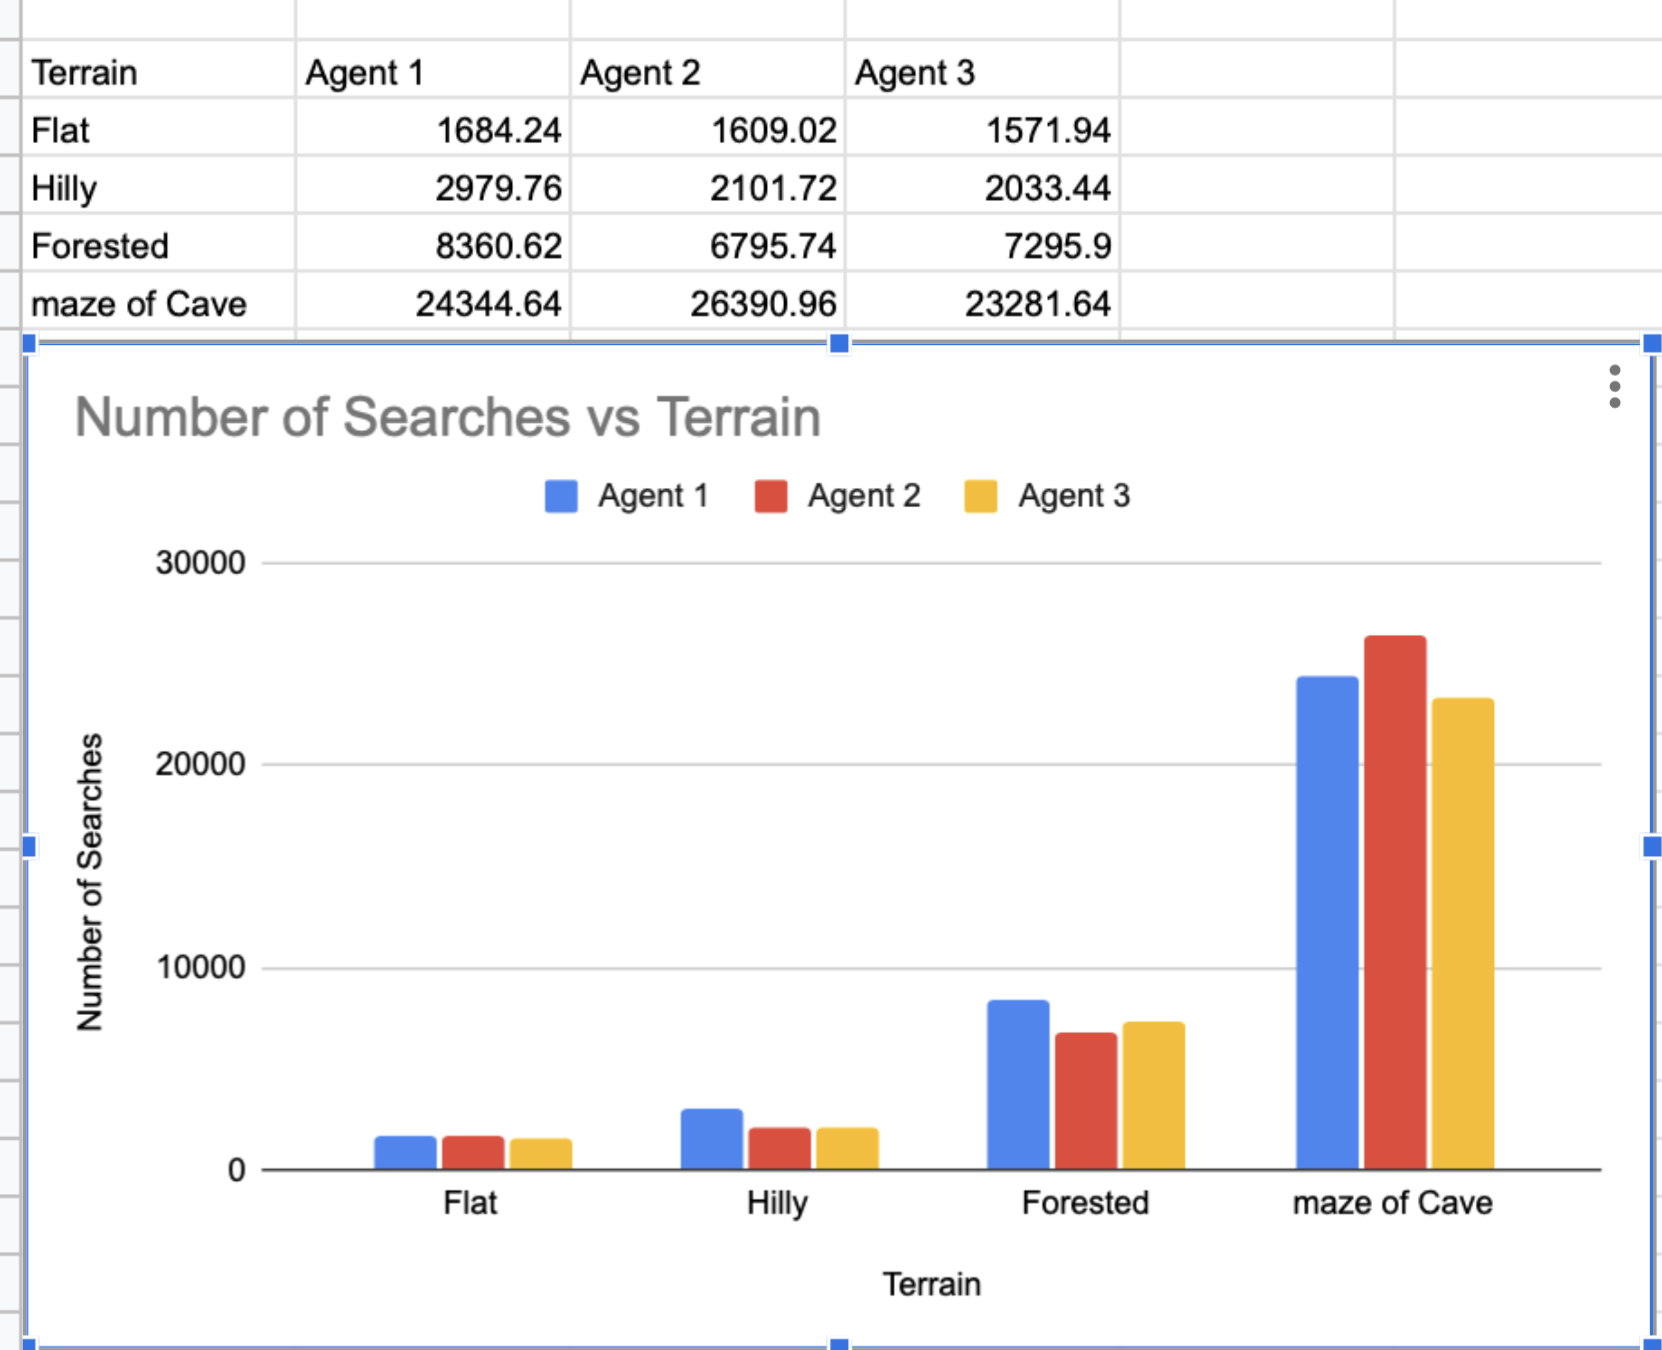 Terrain Agent 1 Agent 2 Agent 3
Flat 1684.24 1609.02 1571.94
Hilly 2979.76 2101.72 2033.44
Forested 8360.62 6795.74 7295.9
maze of Cave 24344.64 26390.96 23281.64
Number of Searches vs Terrain
Agent 1 Agent 2 Agent 3
30000
20000
10000
0
Number of Searches
Flat Hilly Forested maze of Cave
Terrain